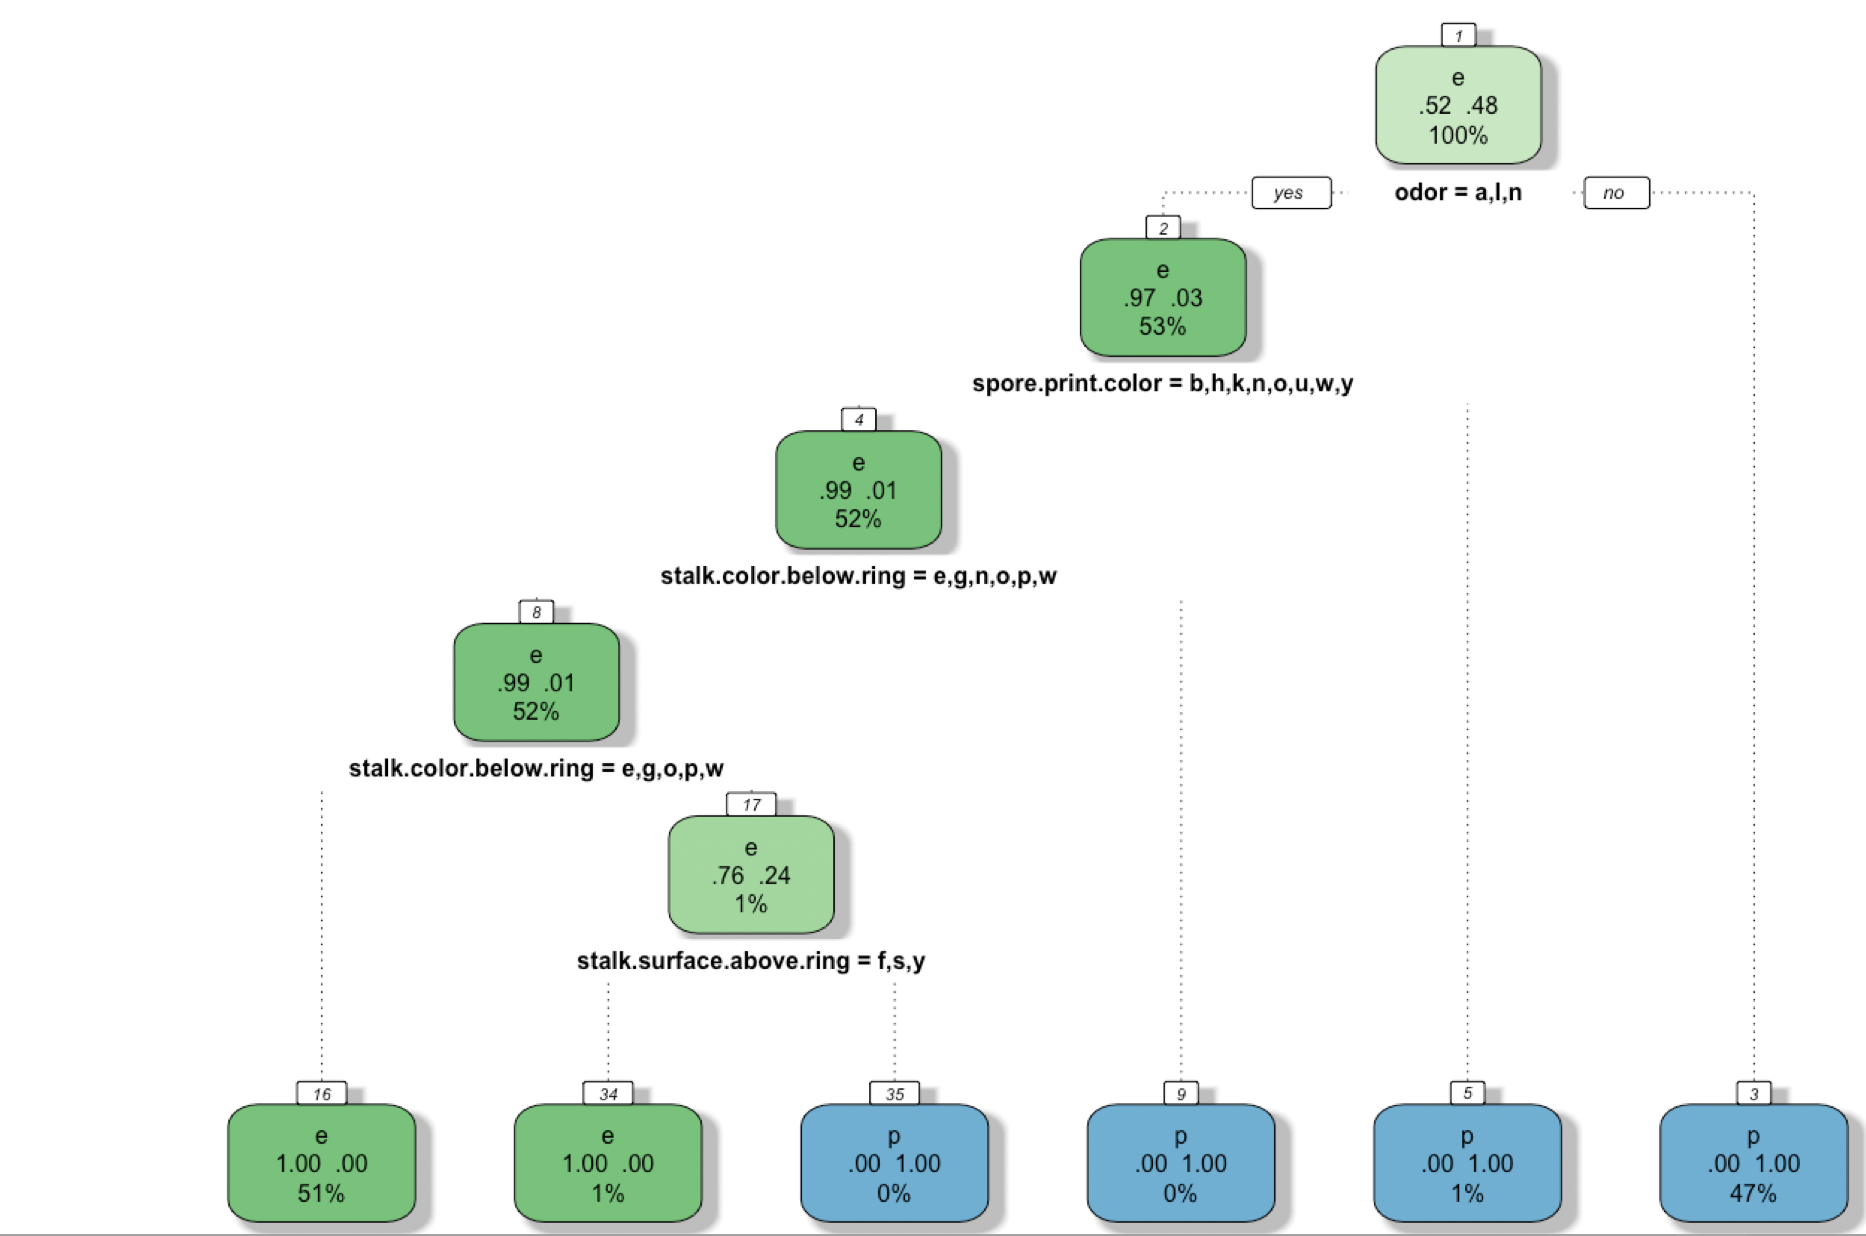 1
e
.52 .48
100%
yes
odor = a,l,n
no
2
e
.97 .03
53%
spore.print.color = b,h,k,n,o,u,w,y
4
e
.99 .01
52%
stalk.color.below.ring = e,g,n,o,p,w
8
e
.99 .01
52%
stalk.color.below.ring = e,g,o,p,w
17
e
.76 .24
1%
stalk.surface.above.ring = f,s,y
16
e
1.00 .00
51%
34
e
1.00 .00
1%
35
p
.00 1.00
0%
9
p
.00 1.00
0%
5
p
.00 1.00
1%
3
p
.00 1.00
47%